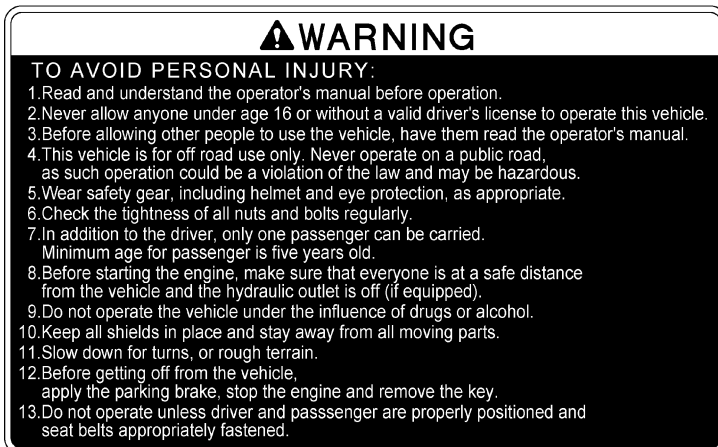 WARNING
TO AVOID PERSONAL INJURY:
1.Read and understand the operator's manual before operation.
2.Never allow anyone under age 16 or without a valid driver's license to operate this vehicle.
3.Before allowing other people to use the vehicle, have them read the operator's manual.
4.This vehicle is for off road use only. Never operate on a public road,
as such operation could be a violation of the law and may be hazardous.
5.Wear safety gear, including helmet and eye protection, as appropriate.
6.Check the tightness of all nuts and bolts regularly.
7.In addition to the driver, only one passenger can be carried.
Minimum age for passenger is five years old.
8.Before starting the engine, make sure that everyone is at a safe distance
from the vehicle and the hydraulic outlet is off (if equipped).
9.Do not operate the vehicle under the influence of drugs or alcohol.
10.Keep all shields in place and stay away from all moving parts.
11.Slow down for turns, or rough terrain.
12.Before getting off from the vehicle,
apply the parking brake, stop the engine and remove the key.
13.Do not operate unless driver and passsenger are properly positioned and
seat belts appropriately fastened.